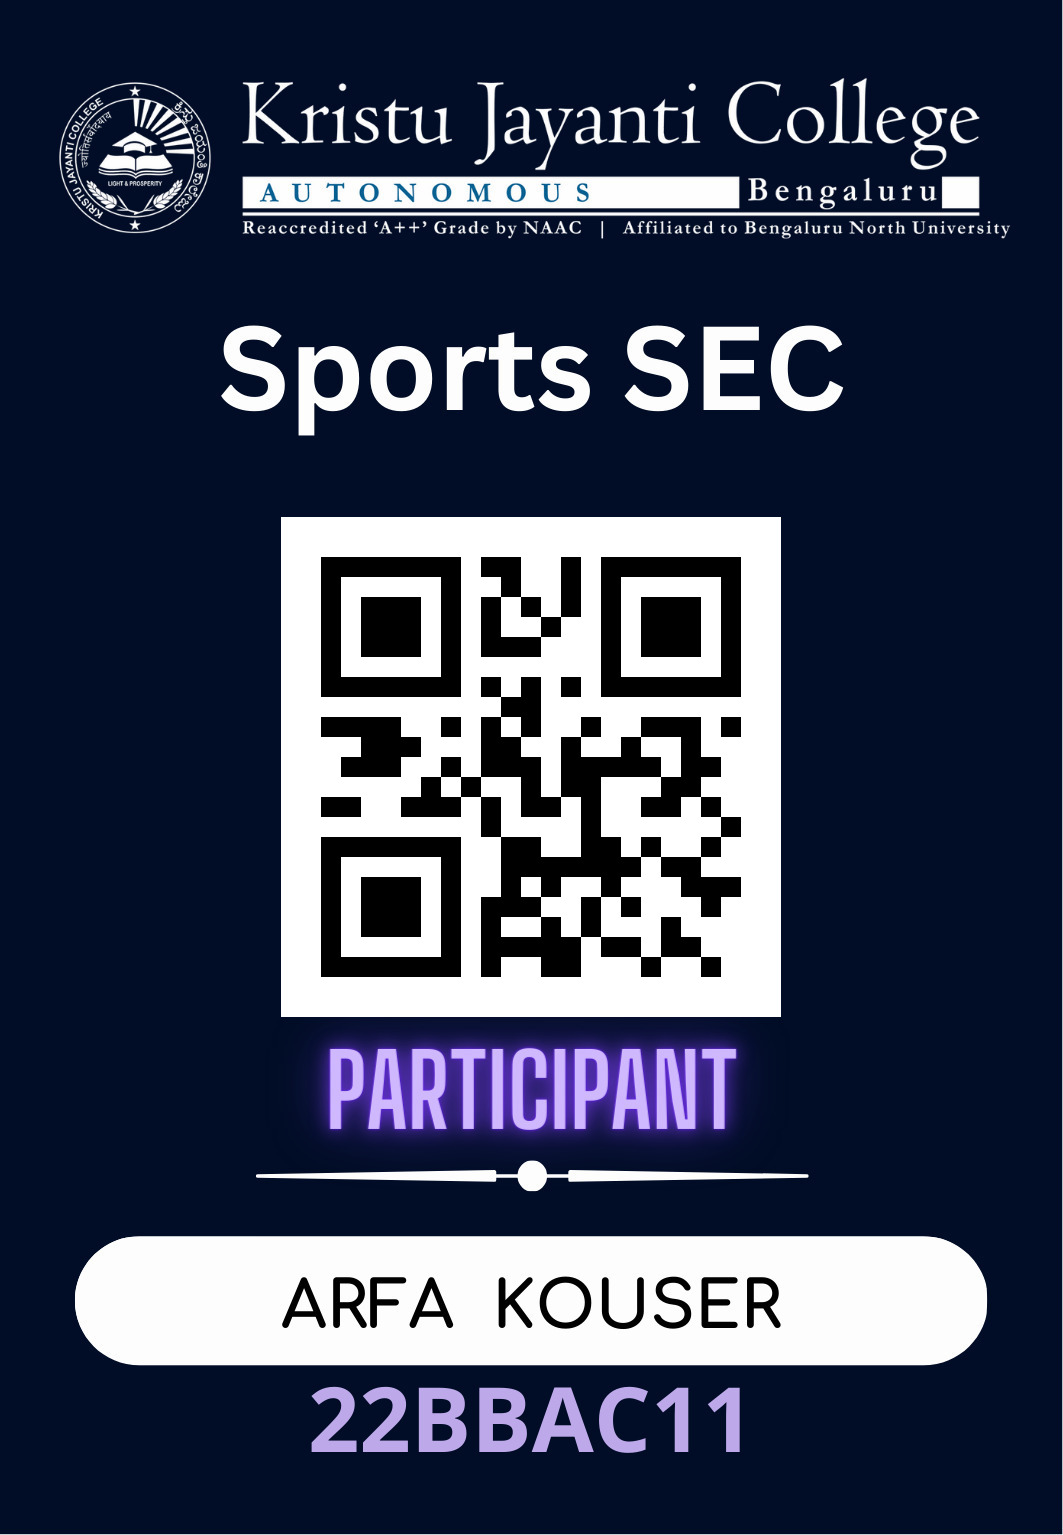 Kristu Jayanti College
AUTONOMOUS Bengaluru
Reaccredited ‘A++’ Grade by NAAC | Affiliated to Bengaluru North University
KRISTU JAYANTI COLLEGE
LIGHT & PROSPERITY
Sports SEC
PARTICIPANT
ARFA KOUSER
22BBAC11